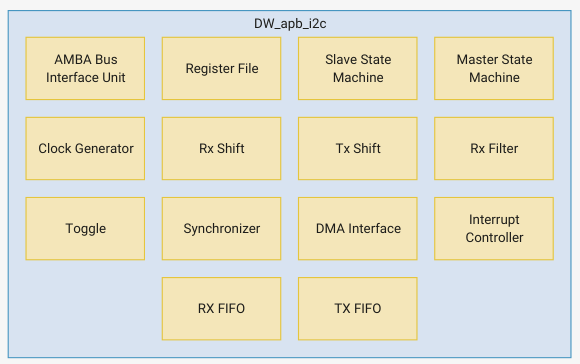 DW_apb_i2c
AMBA Bus
Interface Unit
Register File
Slave State
Machine
Master State
Machine
Clock Generator
Rx Shift
Tx Shift
Rx Filter
Toggle
Synchronizer
DMA Interface
Interrupt
Controller
RX FIFO
TX FIFO